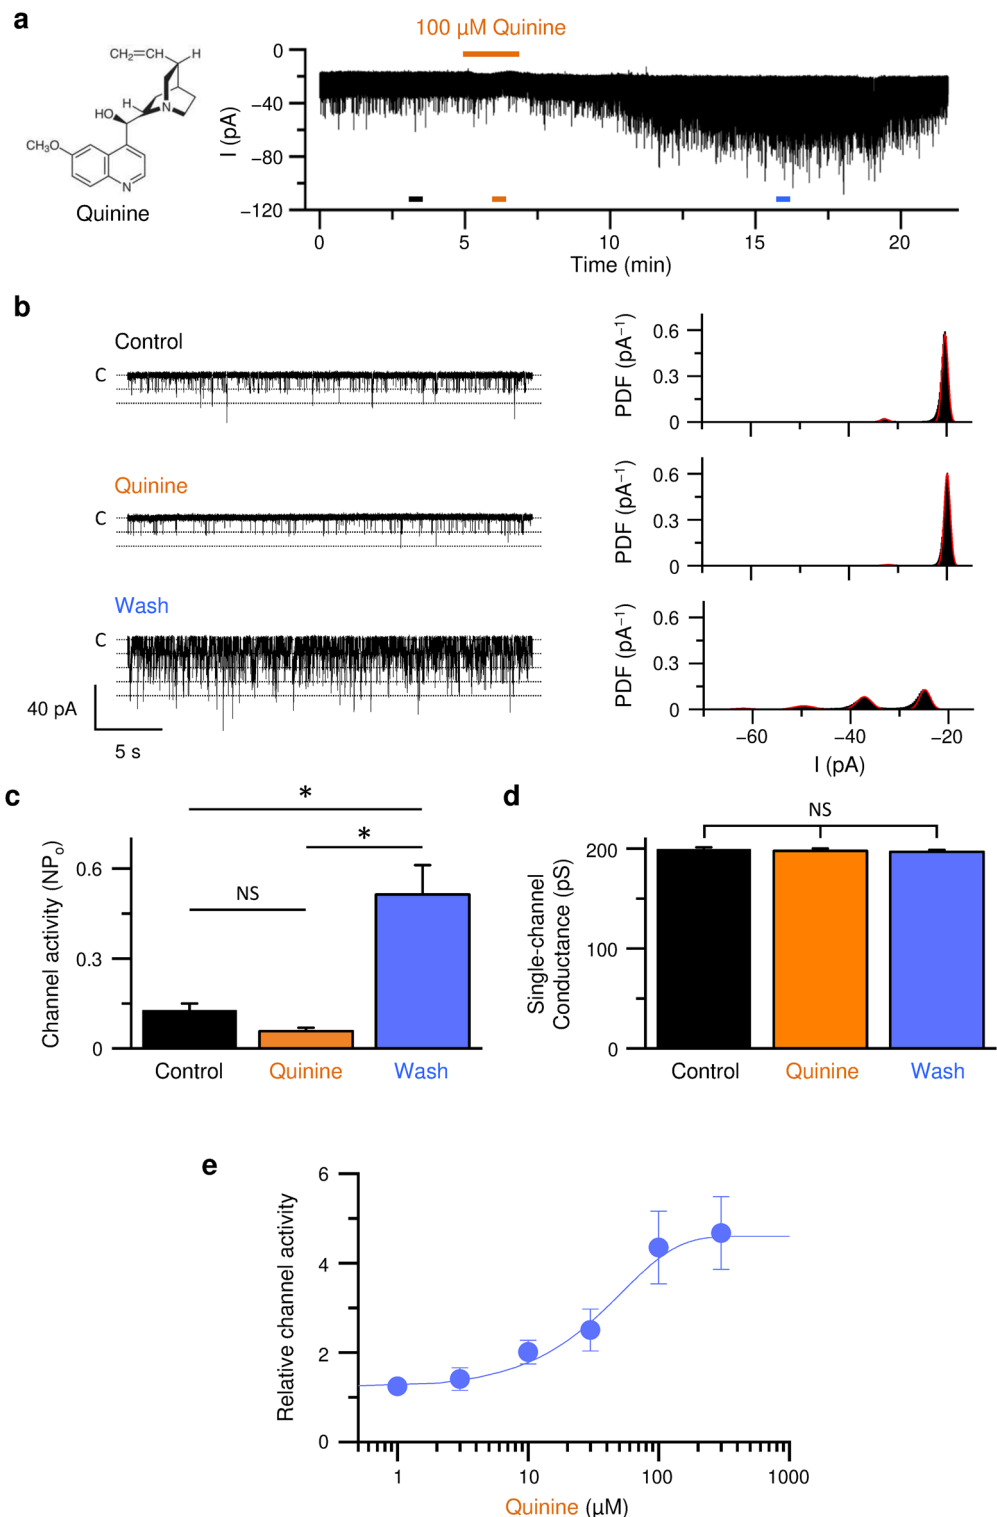 a
100 µM Quinine
CH₂=CH
H
H
HO
N
CH₃O
N
Quinine
I (pA)
0
−40
−80
−120
0 5 10 15 20
Time (min)
b
Control
C
Quinine
C
Wash
C
40 pA
5 s
PDF (pA⁻¹)
0.6
0.3
0
PDF (pA⁻¹)
0.6
0.3
0
PDF (pA⁻¹)
0.6
0.3
0
−60 −40 −20
I (pA)
c
*
*
NS
Channel activity (NPₒ)
0.6
0.3
0
Control Quinine Wash
d
NS
Single-channel
Conductance (pS)
200
100
0
Control Quinine Wash
e
Relative channel activity
6
4
2
0
1 10 100 1000
Quinine (µM)